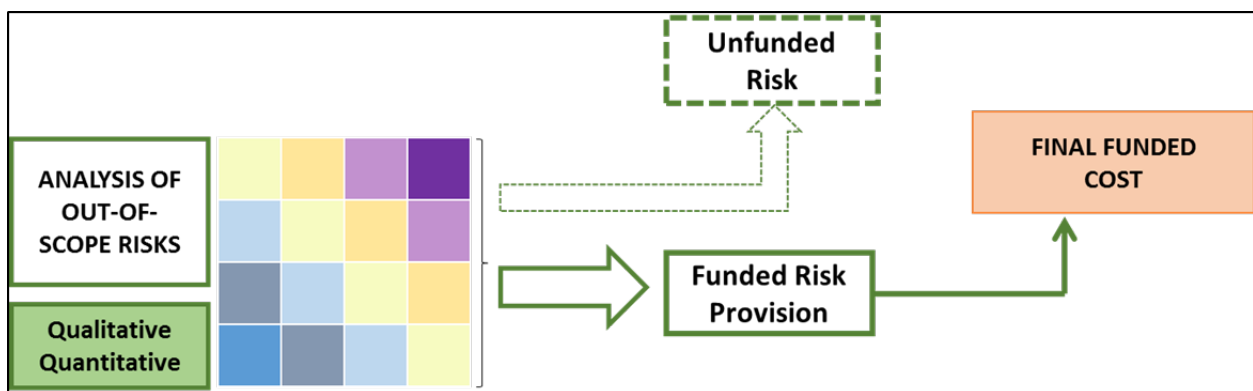 Unfunded
Risk
ANALYSIS OF
OUT-OF-
SCOPE RISKS
FINAL FUNDED
COST
Funded Risk
Provision
Qualitative
Quantitative